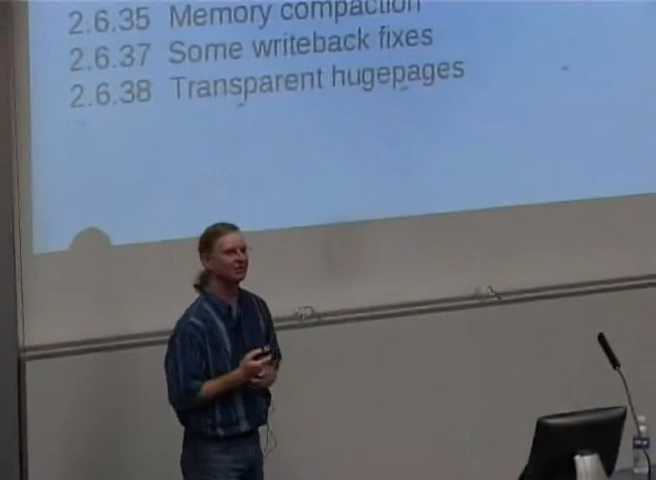 2.6.35 Memory compaction
2.6.37 Some writeback fixes
2.6.38 Transparent hugepages